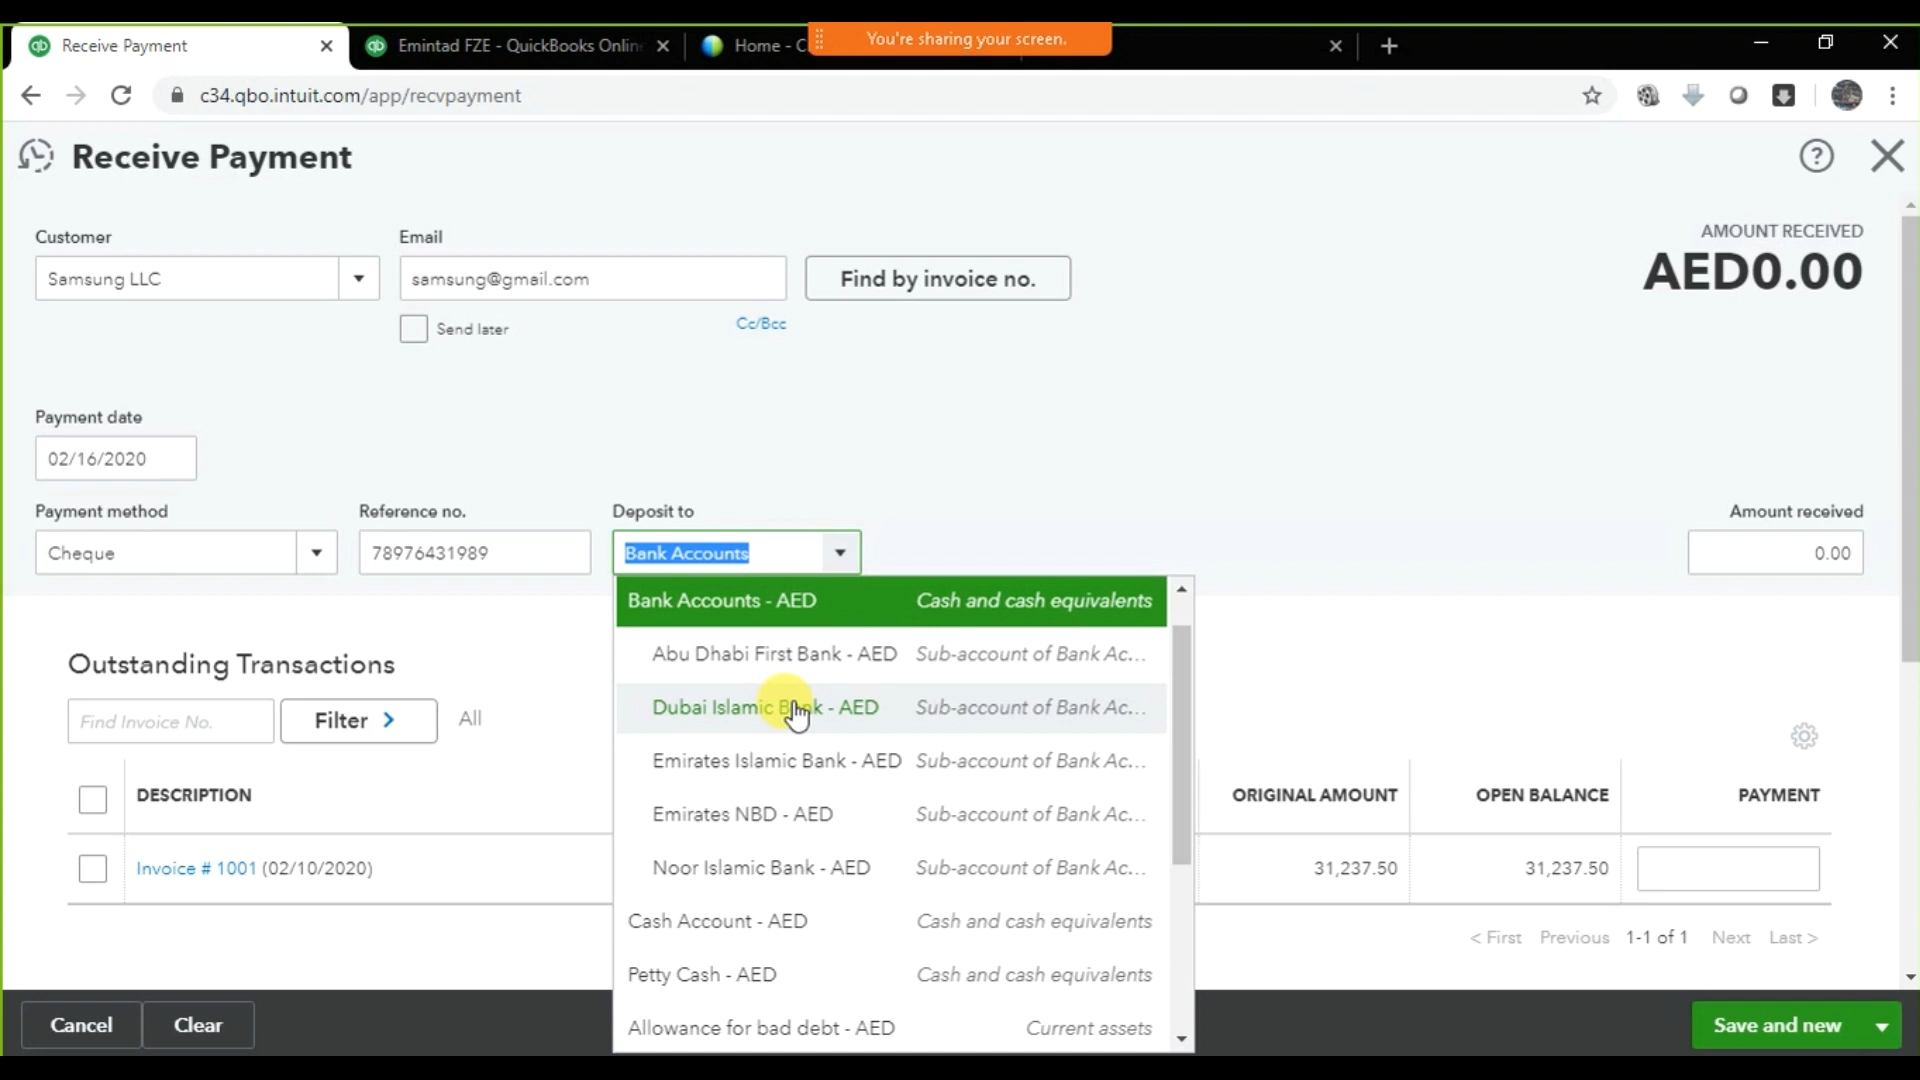 Receive Payment
Emintad FZE - QuickBooks Onlin
Home - C
You're sharing your screen.
c34.qbo.intuit.com/app/recvpayment
Receive Payment
Customer
Email
AMOUNT RECEIVED
Samsung LLC
samsung@gmail.com
Find by invoice no.
AED0.00
Send later
Cc/Bcc
Payment date
02/16/2020
Payment method
Reference no.
Deposit to
Amount received
Cheque
78976431989
Bank Accounts
0.00
Bank Accounts - AED Cash and cash equivalents
Abu Dhabi First Bank - AED Sub-account of Bank Ac...
Dubai Islamic Bank - AED Sub-account of Bank Ac...
Emirates Islamic Bank - AED Sub-account of Bank Ac...
Emirates NBD - AED Sub-account of Bank Ac...
Noor Islamic Bank - AED Sub-account of Bank Ac...
Cash Account - AED Cash and cash equivalents
Petty Cash - AED Cash and cash equivalents
Allowance for bad debt - AED Current assets
Outstanding Transactions
Find Invoice No.
Filter >
All
DESCRIPTION
ORIGINAL AMOUNT
OPEN BALANCE
PAYMENT
Invoice # 1001 (02/10/2020)
31,237.50
31,237.50
< First Previous 1-1 of 1 Next Last >
Cancel
Clear
Save and new